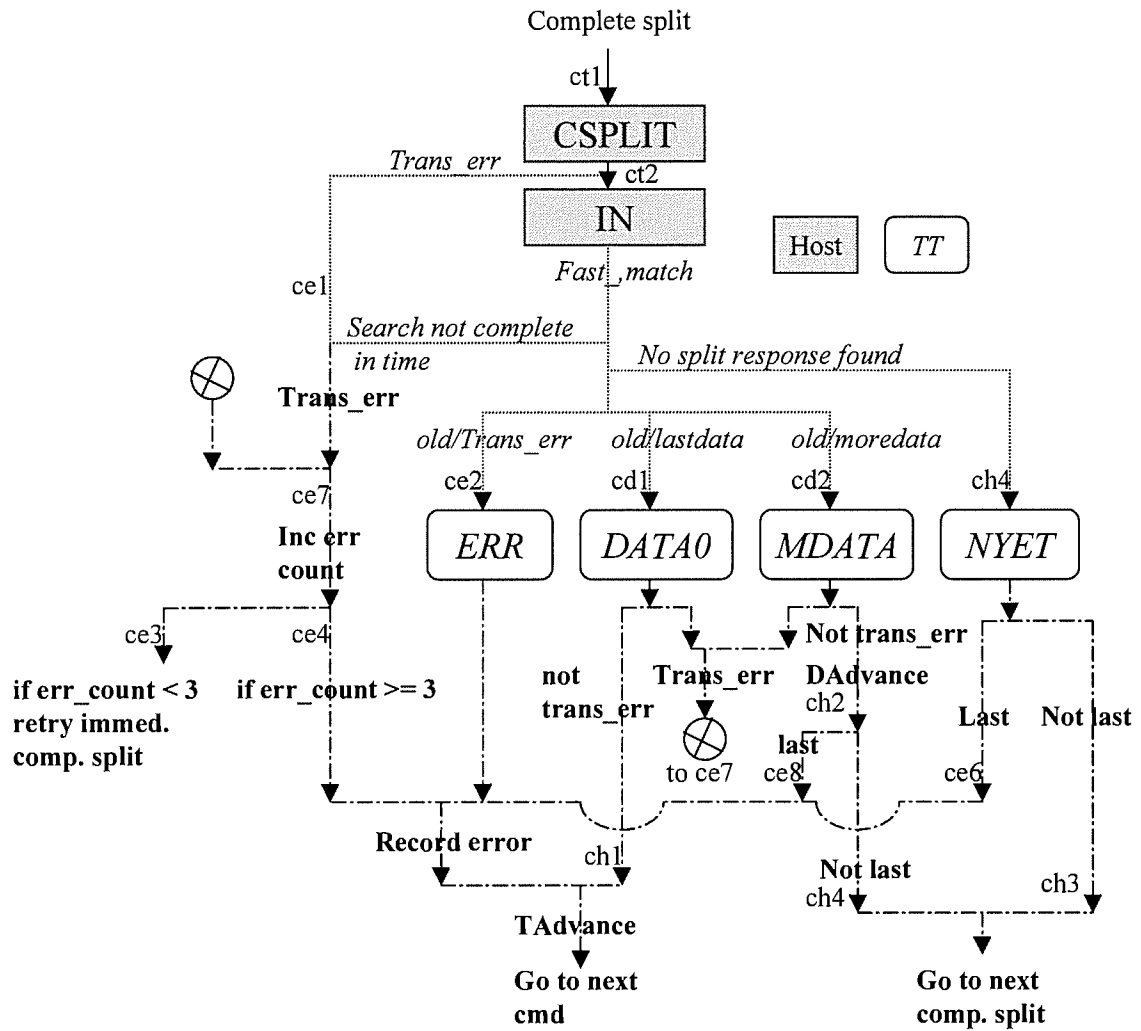 Complete split
ct1
CSPLIT
Trans_err
ct2
IN
Host
TT
Fast_,match
ce1
Search not complete
in time
No split response found
Trans_err
old/Trans_err
old/lastdata
old/moredata
ce2
cd1
cd2
ch4
ce7
ERR
DATA0
MDATA
NYET
Inc err
count
ce3
ce4
Not trans_err
if err_count < 3
retry immed.
comp. split
if err_count >= 3
not
trans_err
Trans_err
DAdvance
ch2
Last
Not last
last
to ce7
ce8
ce6
Record error
ch1
Not last
ch4
ch3
TAdvance
Go to next
cmd
Go to next
comp. split